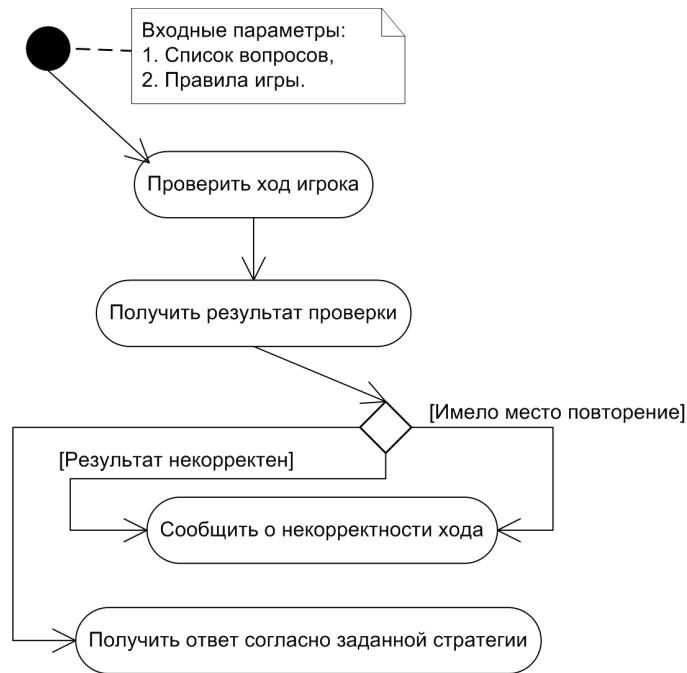 Входные параметры:
1. Список вопросов,
2. Правила игры.
Проверить ход игрока
Получить результат проверки
[Имело место повторение]
[Результат некорректен]
Сообщить о некорректности хода
Получить ответ согласно заданной стратегии